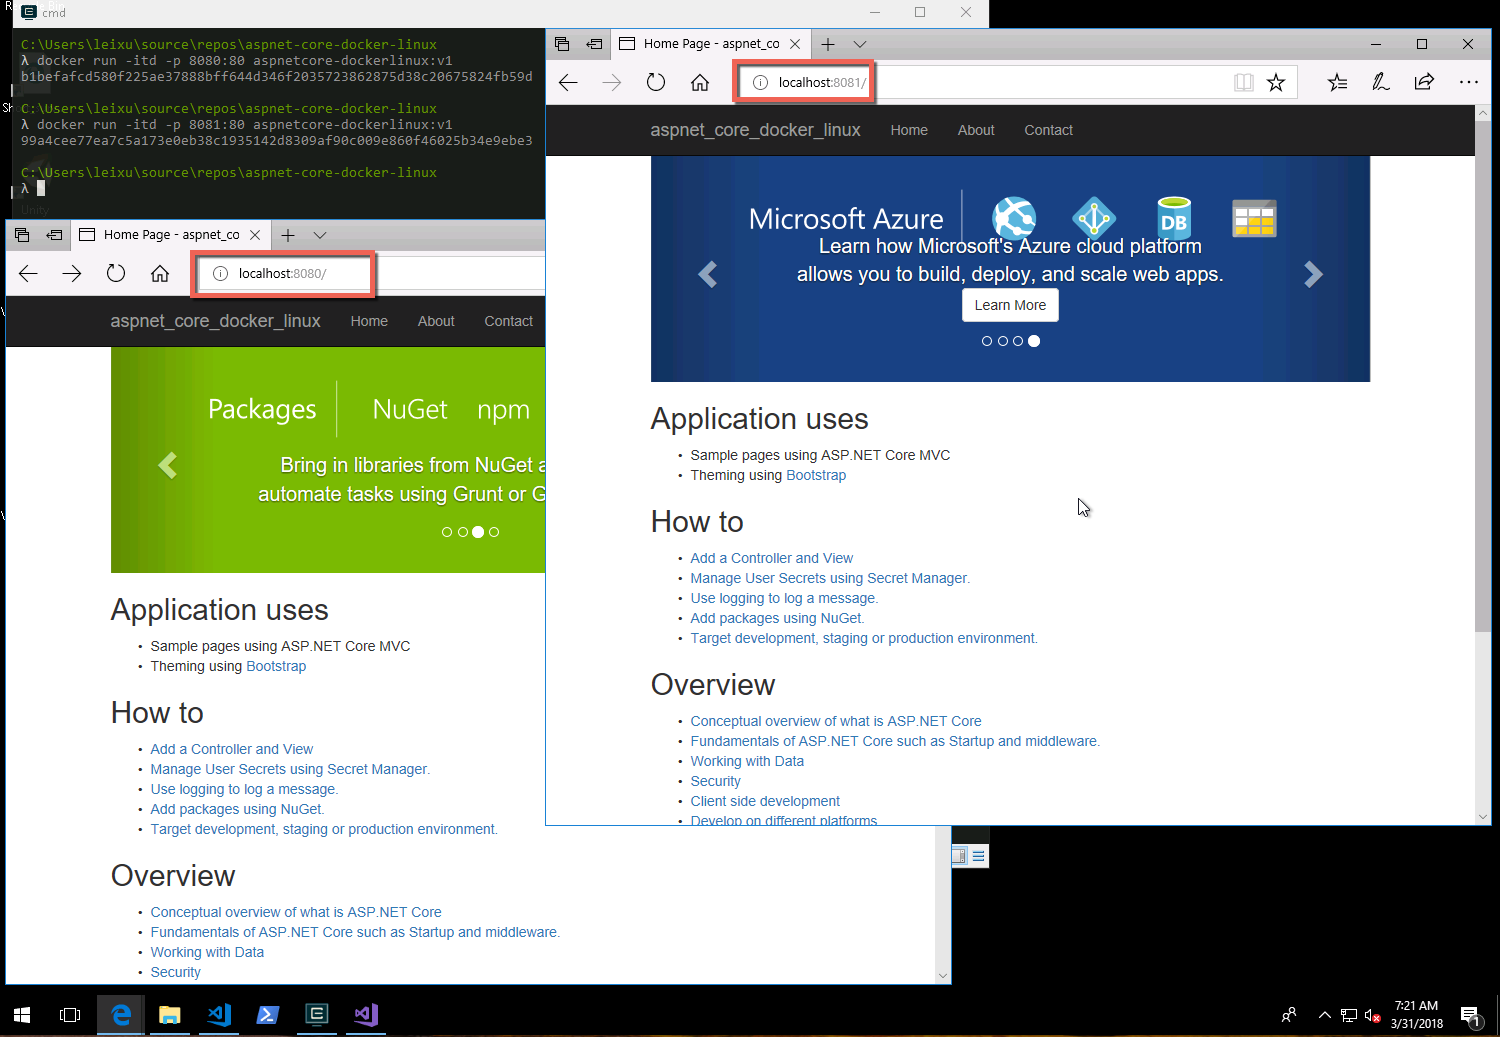 cmd
C:\Users\leixu\source\repos\aspnet-core-docker-linux
λ docker run -itd -p 8080:80 aspnetcore-dockerlinux:v1
b1befafcd580f225ae37888bff644d346f2035723862875d38c20675824fb59d
C:\Users\leixu\source\repos\aspnet-core-docker-linux
λ docker run -itd -p 8081:80 aspnetcore-dockerlinux:v1
99a4cee77ea7c5a173e0eb38c1935142d8309af90c009e860f46025b34e9ebe3
C:\Users\leixu\source\repos\aspnet-core-docker-linux
λ
Unity
Home Page - aspnet_co
localhost:8080/
aspnet_core_docker_linux Home About Contact
Packages NuGet npm
Bring in libraries from NuGet a
automate tasks using Grunt or G
Application uses
• Sample pages using ASP.NET Core MVC
• Theming using Bootstrap
How to
• Add a Controller and View
• Manage User Secrets using Secret Manager.
• Use logging to log a message.
• Add packages using NuGet.
• Target development, staging or production environment.
Overview
• Conceptual overview of what is ASP.NET Core
• Fundamentals of ASP.NET Core such as Startup and middleware.
• Working with Data
• Security
Home Page - aspnet_co
localhost:8081/
aspnet_core_docker_linux Home About Contact
Microsoft Azure DB
Learn how Microsoft's Azure cloud platform
allows you to build, deploy, and scale web apps.
Learn More
Application uses
• Sample pages using ASP.NET Core MVC
• Theming using Bootstrap
How to
• Add a Controller and View
• Manage User Secrets using Secret Manager.
• Use logging to log a message.
• Add packages using NuGet.
• Target development, staging or production environment.
Overview
• Conceptual overview of what is ASP.NET Core
• Fundamentals of ASP.NET Core such as Startup and middleware.
• Working with Data
• Security
• Client side development
• Develop on different platforms
7:21 AM
3/31/2018
1